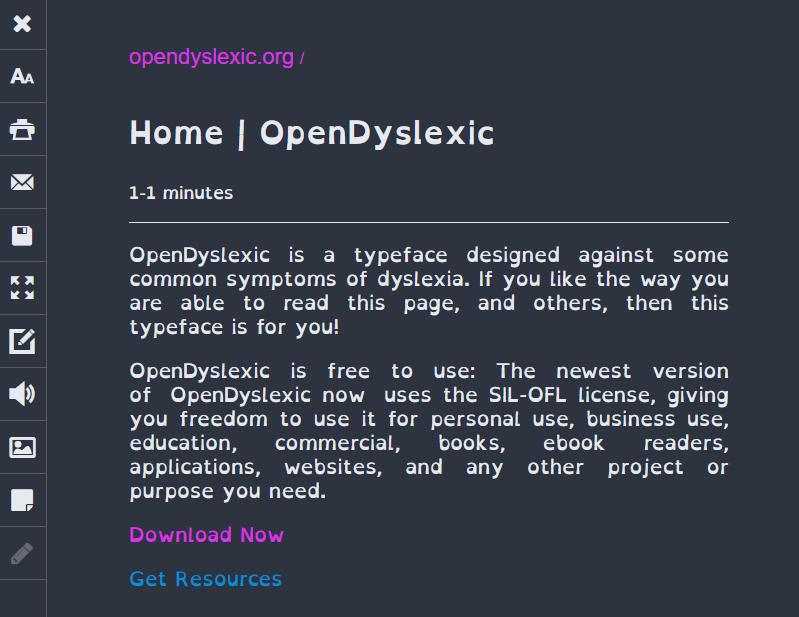 AA
opendyslexic.org /
Home | OpenDyslexic
1-1 minutes
OpenDyslexic is a typeface designed against some
common symptoms of dyslexia. If you like the way you
are able to read this page, and others, then this
typeface is for you!
OpenDyslexic is free to use: The newest version
of OpenDyslexic now uses the SIL-OFL license, giving
you freedom to use it for personal use, business use,
education, commercial, books, ebook readers,
applications, websites, and any other project or
purpose you need.
Download Now
Get Resources